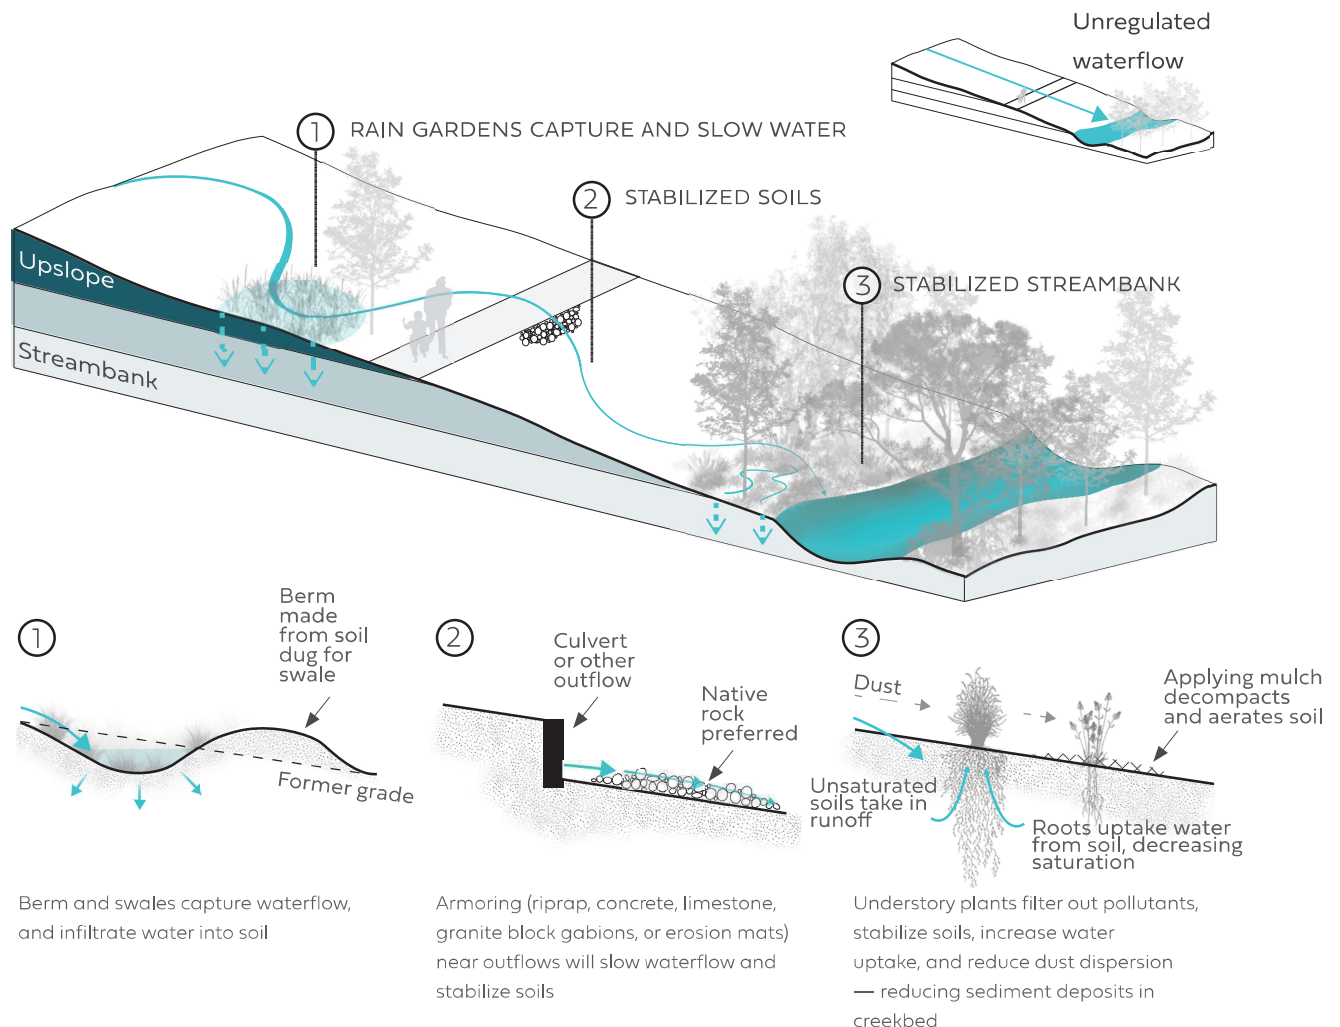 Unregulated
waterflow
1 RAIN GARDENS CAPTURE AND SLOW WATER
2 STABILIZED SOILS
3 STABILIZED STREAMBANK
Upslope
Streambank
1
Berm
made
from soil
dug for
swale
Former grade
Berm and swales capture waterflow,
and infiltrate water into soil
2
Culvert
or other
outflow
Native
rock
preferred
Armoring (riprap, concrete, limestone,
granite block gabions, or erosion mats)
near outflows will slow waterflow and
stabilize soils
3
Dust
Applying mulch
decompacts
and aerates soil
Unsaturated
soils take in
runoff
Roots uptake water
from soil, decreasing
saturation
Understory plants filter out pollutants,
stabilize soils, increase water
uptake, and reduce dust dispersion
— reducing sediment deposits in
creekbed